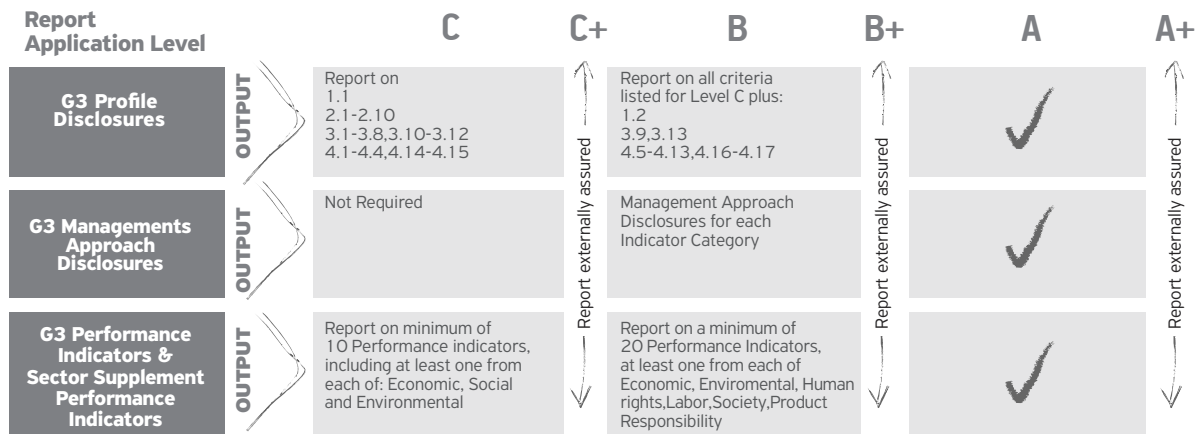 Report
Application Level
C
C+
B
B+
A
A+
G3 Profile
Disclosures
OUTPUT
Report on
1.1
2.1-2.10
3.1-3.8,3.10-3.12
4.1-4.4,4.14-4.15
Report on all criteria
listed for Level C plus:
1.2
3.9,3.13
4.5-4.13,4.16-4.17
G3 Managements
Approach
Disclosures
OUTPUT
Not Required
Management Approach
Disclosures for each
Indicator Category
G3 Performance
Indicators &
Sector Supplement
Performance
Indicators
OUTPUT
Report on minimum of
10 Performance indicators,
including at least one from
each of: Economic, Social
and Environmental
Report on a minimum of
20 Performance Indicators,
at least one from each of
Economic, Enviromental, Human
rights,Labor,Society,Product
Responsibility
Report externally assured
Report externally assured
Report externally assured